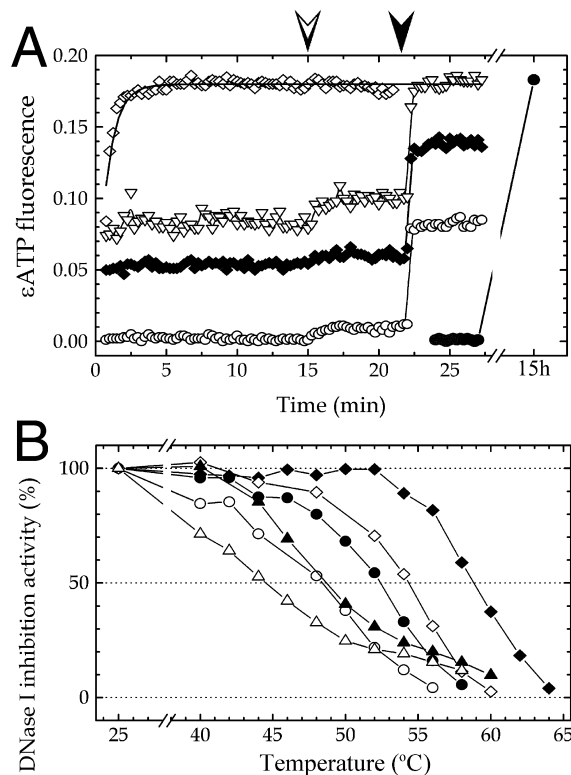 A
0.20
0.15
0.10
0.05
0.00
εATP fluorescence
0 5 10 15 20 25 15h
Time (min)
B
100
50
0
DNase I inhibition activity (%)
25 40 45 50 55 60 65
Temperature (ºC)